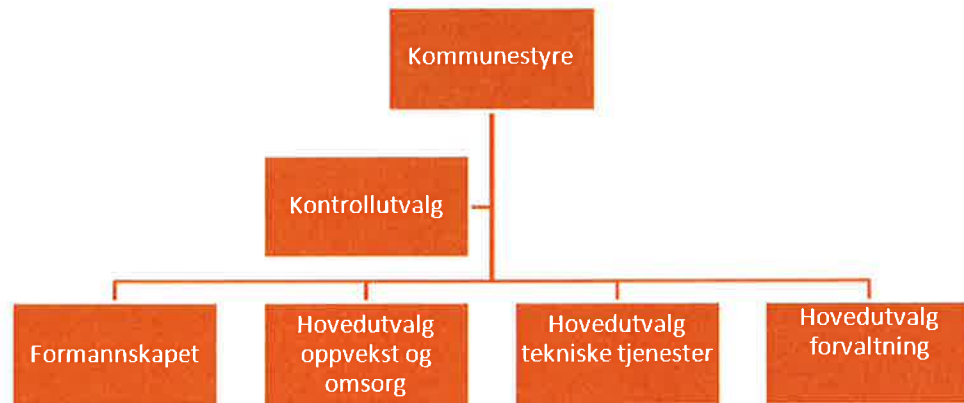 Kommunestyre
Kontrollutvalg
Formannskapet
Hovedutvalg
oppvekst og
omsorg
Hovedutvalg
tekniske tjenester
Hovedutvalg
forvaltning